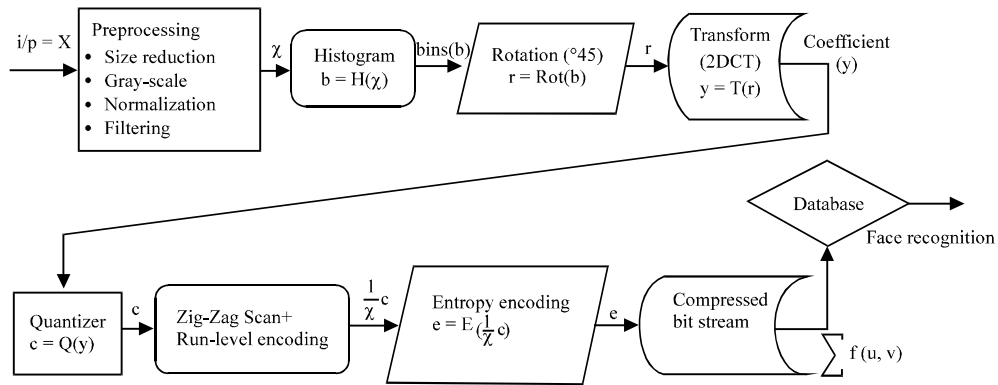 i/p = X
Preprocessing
• Size reduction
• Gray-scale
• Normalization
• Filtering
χ
Histogram
b = H(χ)
bins(b)
Rotation (°45)
r = Rot(b)
r
Transform
(2DCT)
y = T(r)
Coefficient
(y)
Database
Face recognition
Quantizer
c = Q(y)
c
Zig-Zag Scan+
Run-level encoding
1/χ c
Entropy encoding
e = E(1/χ c)
e
Compressed
bit stream
∑ f (u, v)